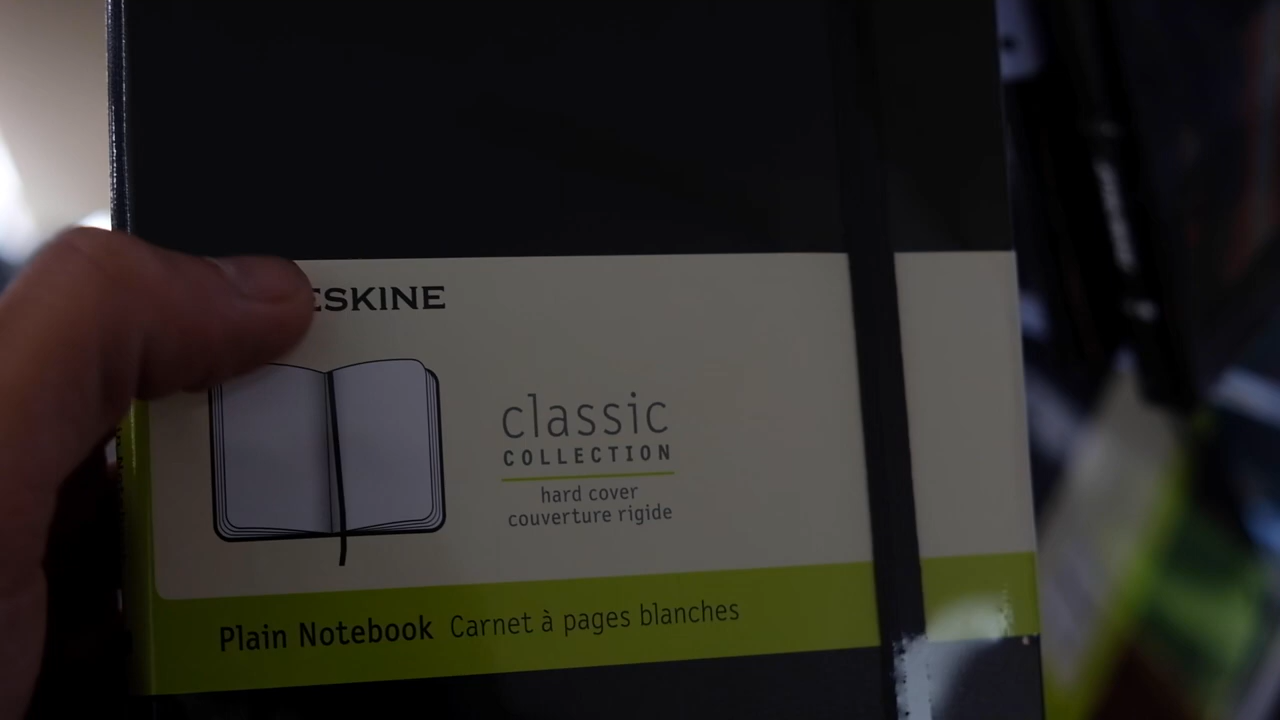 ESKINE
classic
COLLECTION
hard cover
couverture rigide
Plain Notebook Carnet à pages blanches